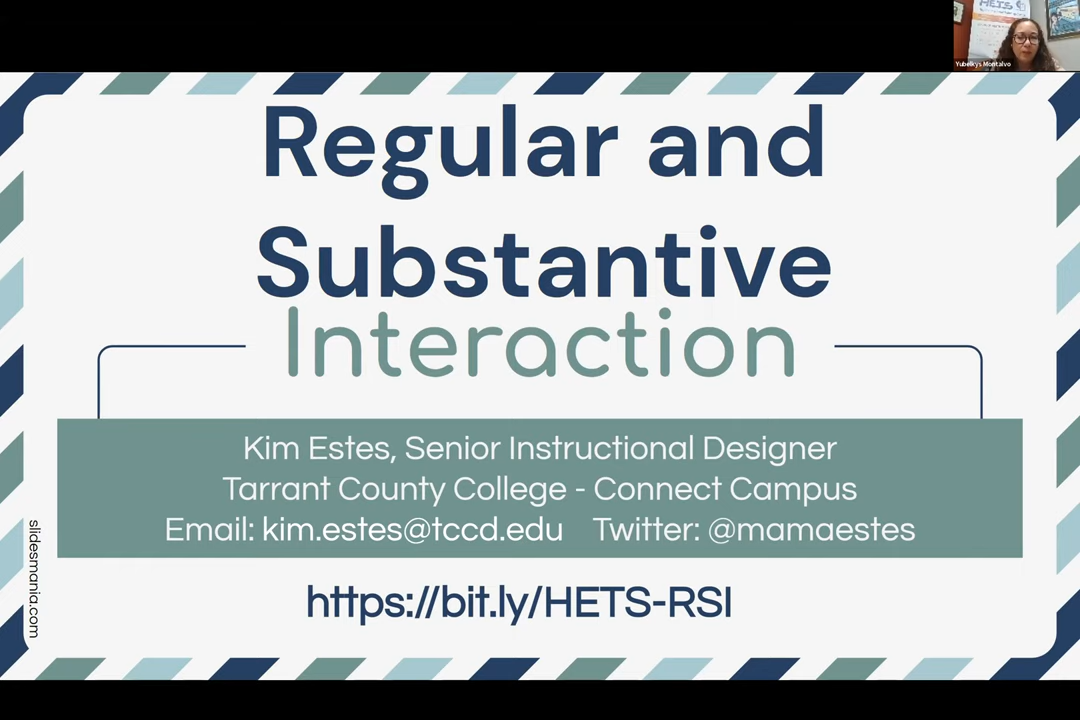 HETS
Yubelkys Montalvo
Regular and
Substantive
Interaction
Kim Estes, Senior Instructional Designer
Tarrant County College - Connect Campus
Email: kim.estes@tccd.edu Twitter: @mamaestes
https://bit.ly/HETS-RSI
slidesmania.com